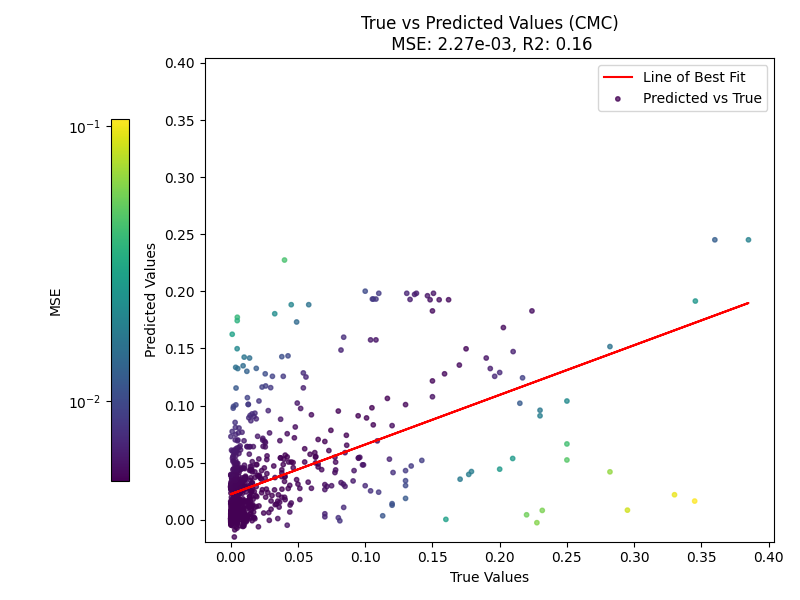 True vs Predicted Values (CMC)
MSE: 2.27e-03, R2: 0.16
Line of Best Fit
Predicted vs True
MSE
10⁻¹
10⁻²
Predicted Values
0.40
0.35
0.30
0.25
0.20
0.15
0.10
0.05
0.00
0.00 0.05 0.10 0.15 0.20 0.25 0.30 0.35 0.40
True Values